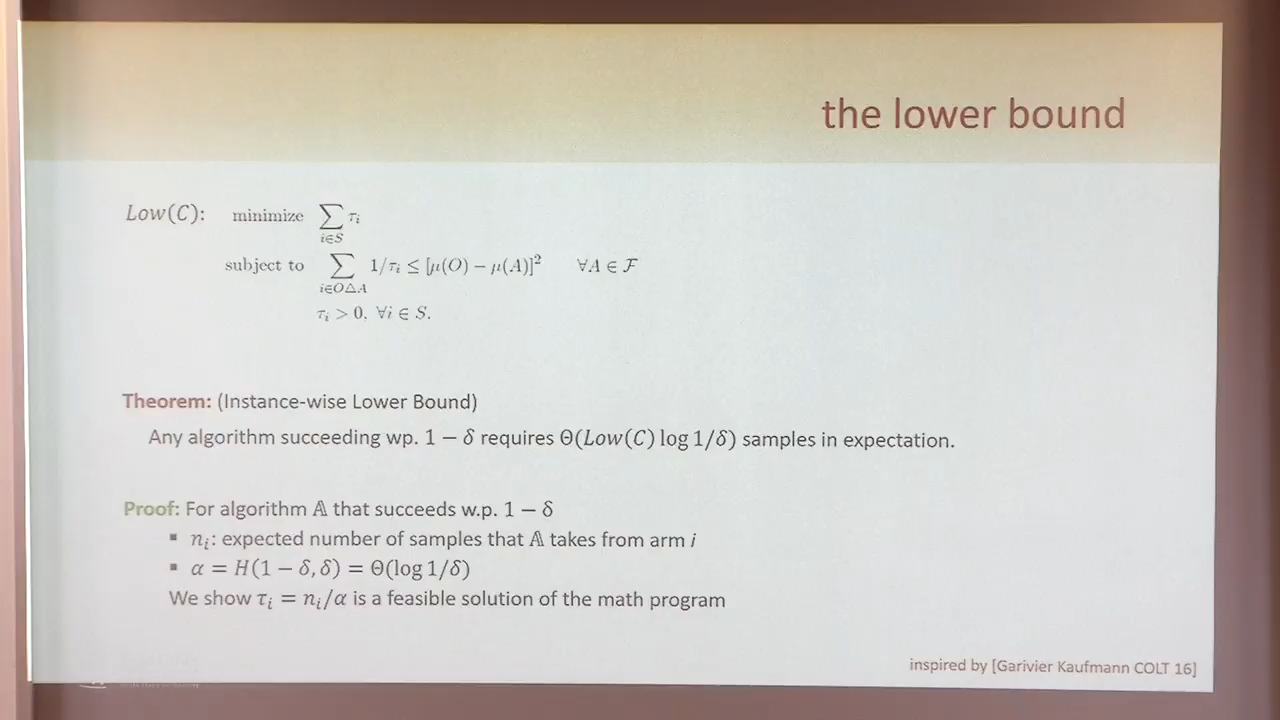 the lower bound
Low(C): minimize ∑_{i∈S} τ_i
subject to ∑_{i∈O△A} 1/τ_i ≤ [μ(O) − μ(A)]² ∀A ∈ ℱ
τ_i > 0, ∀i ∈ S.
Theorem: (Instance-wise Lower Bound)
Any algorithm succeeding wp. 1 − δ requires Θ(Low(C) log 1/δ) samples in expectation.
Proof: For algorithm 𝔸 that succeeds w.p. 1 − δ
▪ n_i: expected number of samples that 𝔸 takes from arm i
▪ α = H(1 − δ, δ) = Θ(log 1/δ)
We show τ_i = n_i/α is a feasible solution of the math program
inspired by [Garivier Kaufmann COLT 16]